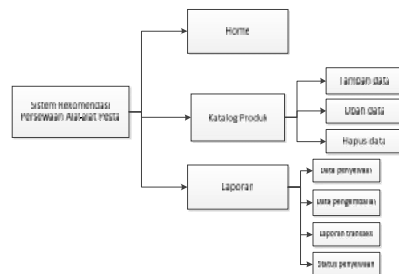 Sistem Rekomendasi
Persewaan Alat-alat Pesta
Home
Katalog Produk
Tambah data
Ubah data
Hapus data
Laporan
Data penyewaan
Data pengembalian
Laporan transaksi
Status penyewaan